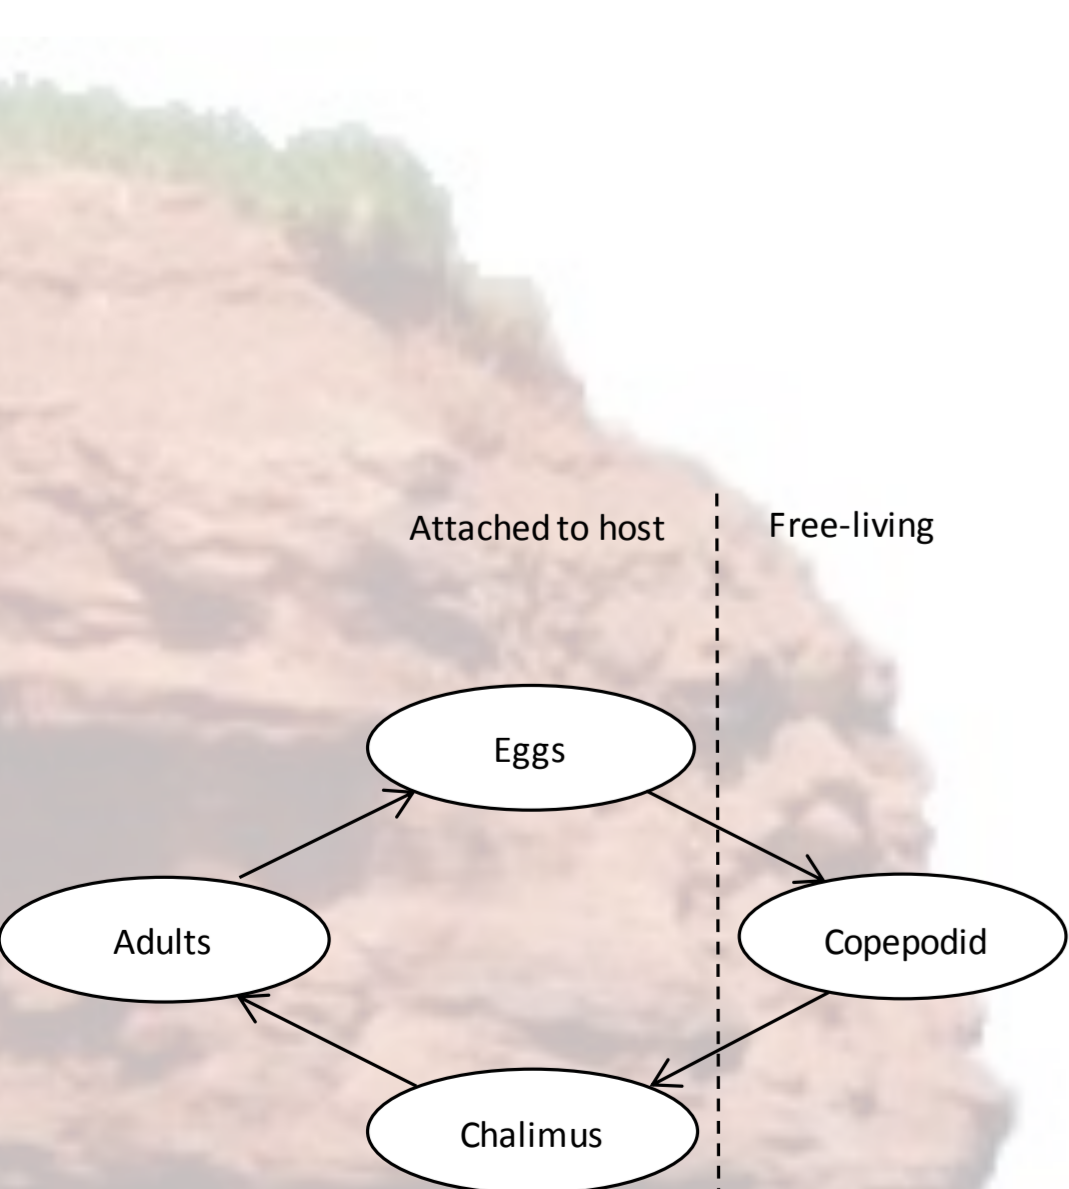 Attached to host
Free-living
Eggs
Adults
Copepodid
Chalimus